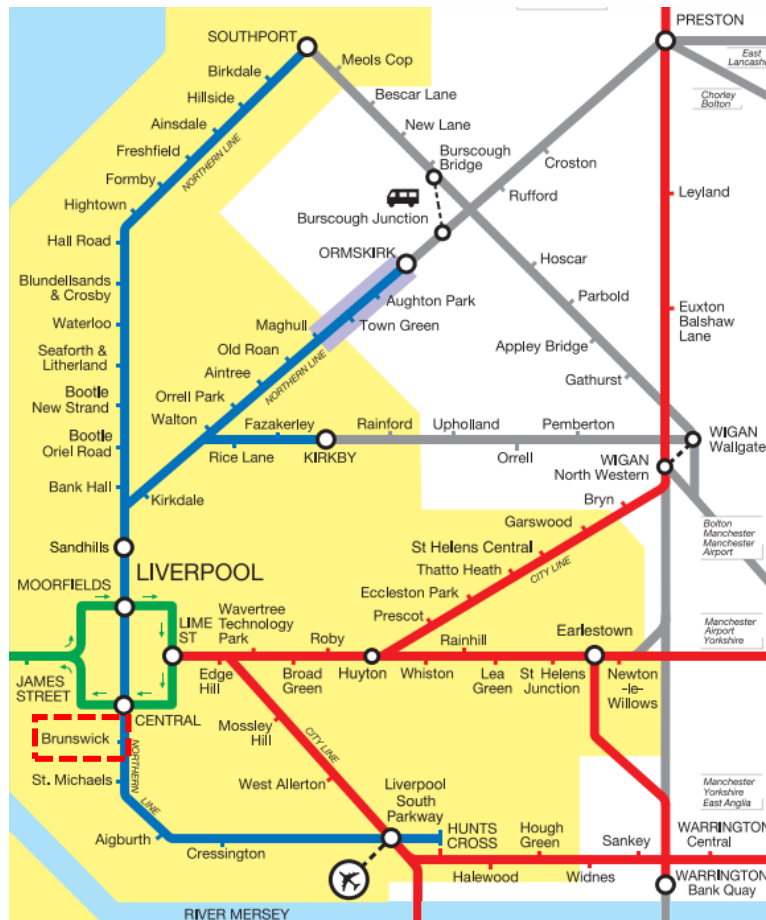 PRESTON
SOUTHPORT
Meols Cop
East
Lancashire
Birkdale
Bescar Lane
Chorley
Bolton
Hillside
New Lane
Ainsdale
Burscough
Bridge
Croston
Freshfield
NORTHERN LINE
Formby
Rufford
Leyland
Hightown
Burscough Junction
Hall Road
ORMSKIRK
Hoscar
Blundellsands
& Crosby
Aughton Park
Parbold
Euxton
Balshaw
Lane
Waterloo
Maghull
Town Green
Appley Bridge
Seaforth &
Litherland
Old Roan
Aintree
NORTHERN LINE
Gathurst
Bootle
New Strand
Orrell Park
Walton
Fazakerley
Rainford
Upholland
Pemberton
WIGAN
Wallgate
Bootle
Oriel Road
Rice Lane
KIRKBY
Orrell
WIGAN
North Western
Bank Hall
Kirkdale
Bryn
Garswood
Bolton
Manchester
Manchester
Airport
Sandhills
St Helens Central
CITY LINE
LIVERPOOL
Thatto Heath
MOORFIELDS
Eccleston Park
LIME
ST
Wavertree
Technology
Park
Prescot
Roby
Rainhill
Earlestown
Manchester
Airport
Yorkshire
JAMES
STREET
Edge
Hill
Broad
Green
Huyton
Whiston
Lea
Green
St Helens
Junction
Newton
-le-
Willows
CENTRAL
Brunswick
Mossley
Hill
CITY LINE
NORTHERN
LINE
St. Michaels
West Allerton
Liverpool
South
Parkway
Manchester
Yorkshire
East Anglia
Aigburth
Cressington
HUNTS
CROSS
Hough
Green
Sankey
WARRINGTON
Central
Halewood
Widnes
WARRINGTON
Bank Quay
RIVER MERSEY